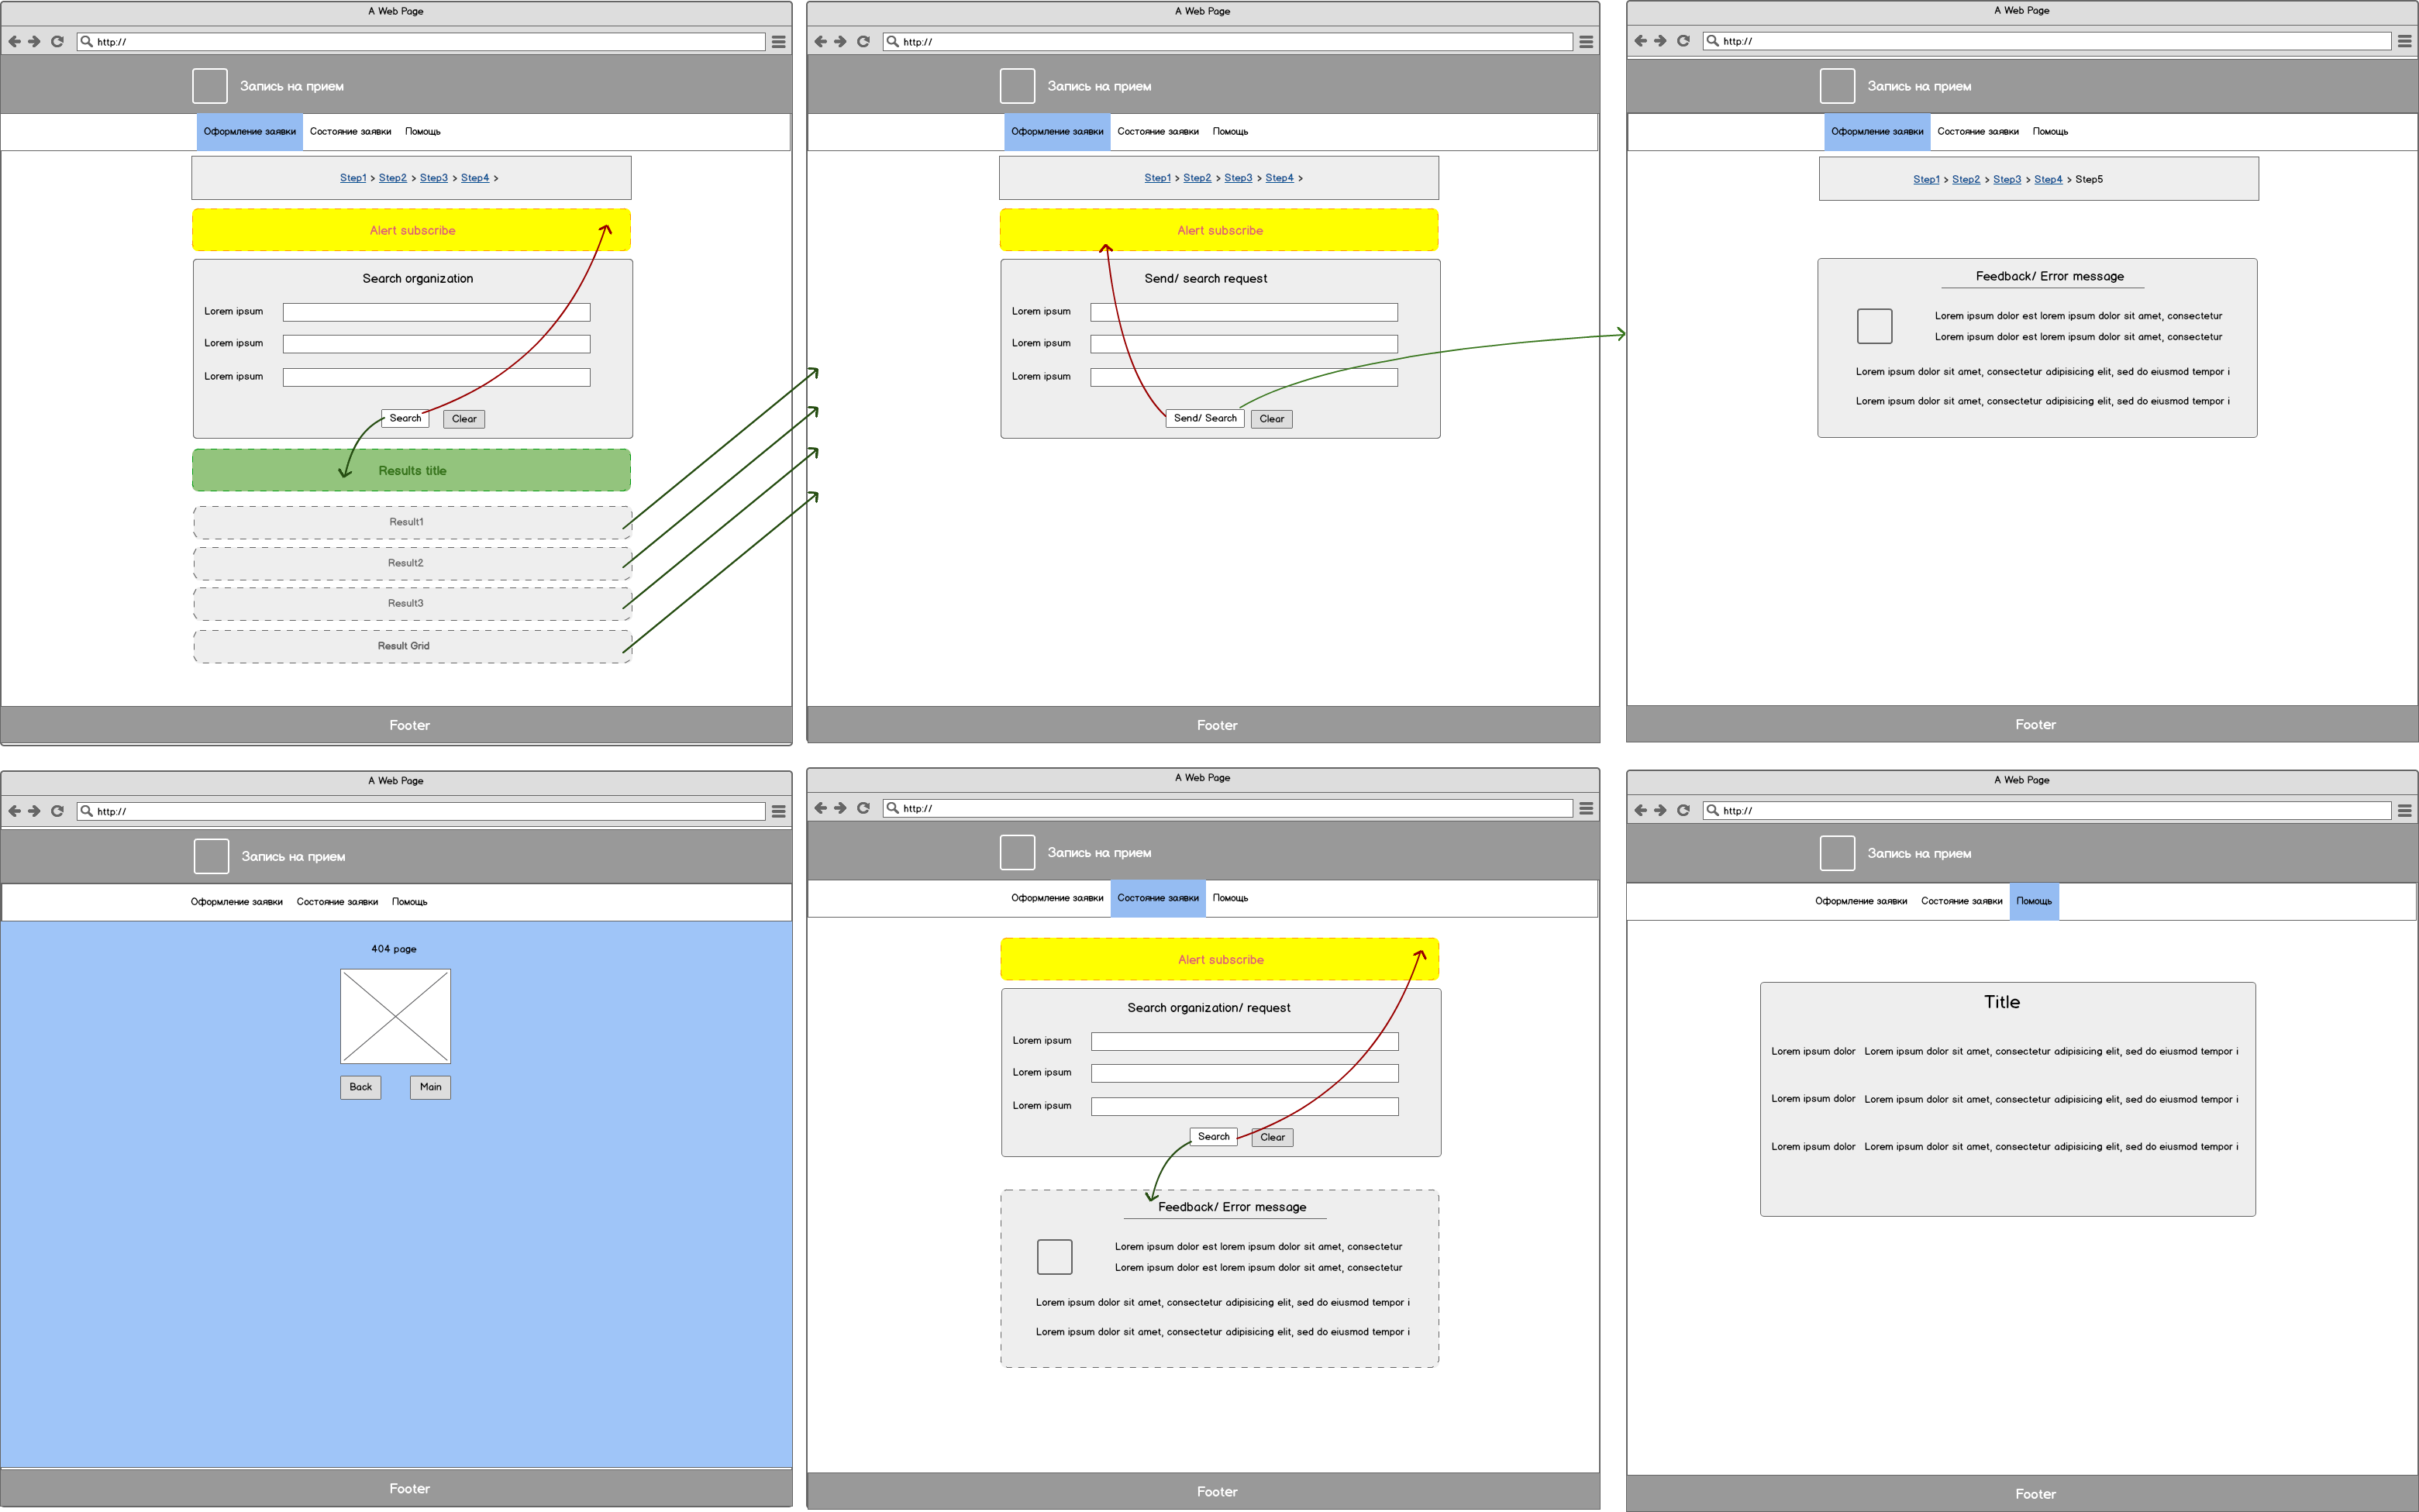 A Web Page
http://
Запись на прием
Оформление заявки Состояние заявки Помощь
Step1 > Step2 > Step3 > Step4 >
Alert subscribe
Search organization
Lorem ipsum
Lorem ipsum
Lorem ipsum
Search Clear
Results title
Result1
Result2
Result3
Result Grid
Footer
A Web Page
http://
Запись на прием
Оформление заявки Состояние заявки Помощь
Step1 > Step2 > Step3 > Step4 >
Alert subscribe
Send/ search request
Lorem ipsum
Lorem ipsum
Lorem ipsum
Send/ Search Clear
Footer
A Web Page
http://
Запись на прием
Оформление заявки Состояние заявки Помощь
Step1 > Step2 > Step3 > Step4 > Step5
Feedback/ Error message
Lorem ipsum dolor est lorem ipsum dolor sit amet, consectetur
Lorem ipsum dolor est lorem ipsum dolor sit amet, consectetur
Lorem ipsum dolor sit amet, consectetur adipisicing elit, sed do eiusmod tempor i
Lorem ipsum dolor sit amet, consectetur adipisicing elit, sed do eiusmod tempor i
Footer
A Web Page
http://
Запись на прием
Оформление заявки Состояние заявки Помощь
404 page
Back Main
Footer
A Web Page
http://
Запись на прием
Оформление заявки Состояние заявки Помощь
Alert subscribe
Search organization/ request
Lorem ipsum
Lorem ipsum
Lorem ipsum
Search Clear
Feedback/ Error message
Lorem ipsum dolor est lorem ipsum dolor sit amet, consectetur
Lorem ipsum dolor est lorem ipsum dolor sit amet, consectetur
Lorem ipsum dolor sit amet, consectetur adipisicing elit, sed do eiusmod tempor i
Lorem ipsum dolor sit amet, consectetur adipisicing elit, sed do eiusmod tempor i
Footer
A Web Page
http://
Запись на прием
Оформление заявки Состояние заявки Помощь
Title
Lorem ipsum dolor Lorem ipsum dolor sit amet, consectetur adipisicing elit, sed do eiusmod tempor i
Lorem ipsum dolor Lorem ipsum dolor sit amet, consectetur adipisicing elit, sed do eiusmod tempor i
Lorem ipsum dolor Lorem ipsum dolor sit amet, consectetur adipisicing elit, sed do eiusmod tempor i
Footer